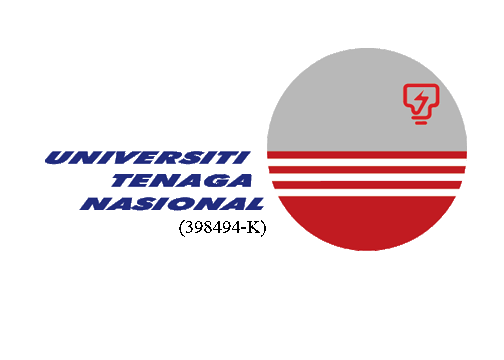 UNIVERSITI
TENAGA
NASIONAL
(398494-K)